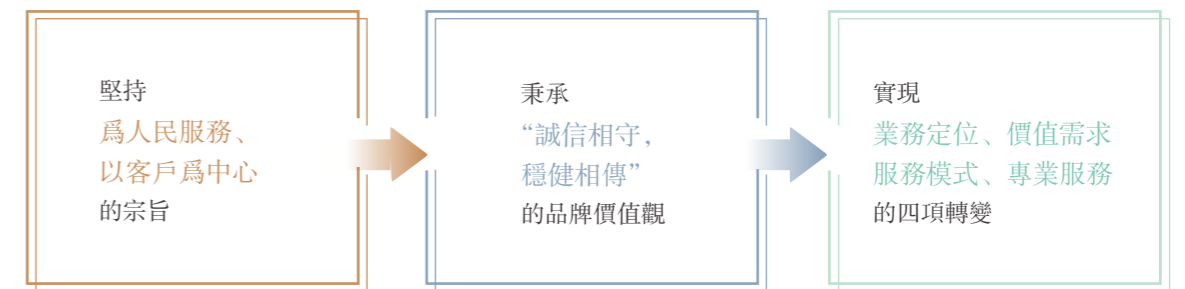 堅持
爲人民服務、
以客戶爲中心
的宗旨
秉承
“誠信相守，
穩健相傳”
的品牌價值觀
實現
業務定位、價值需求
服務模式、專業服務
的四項轉變